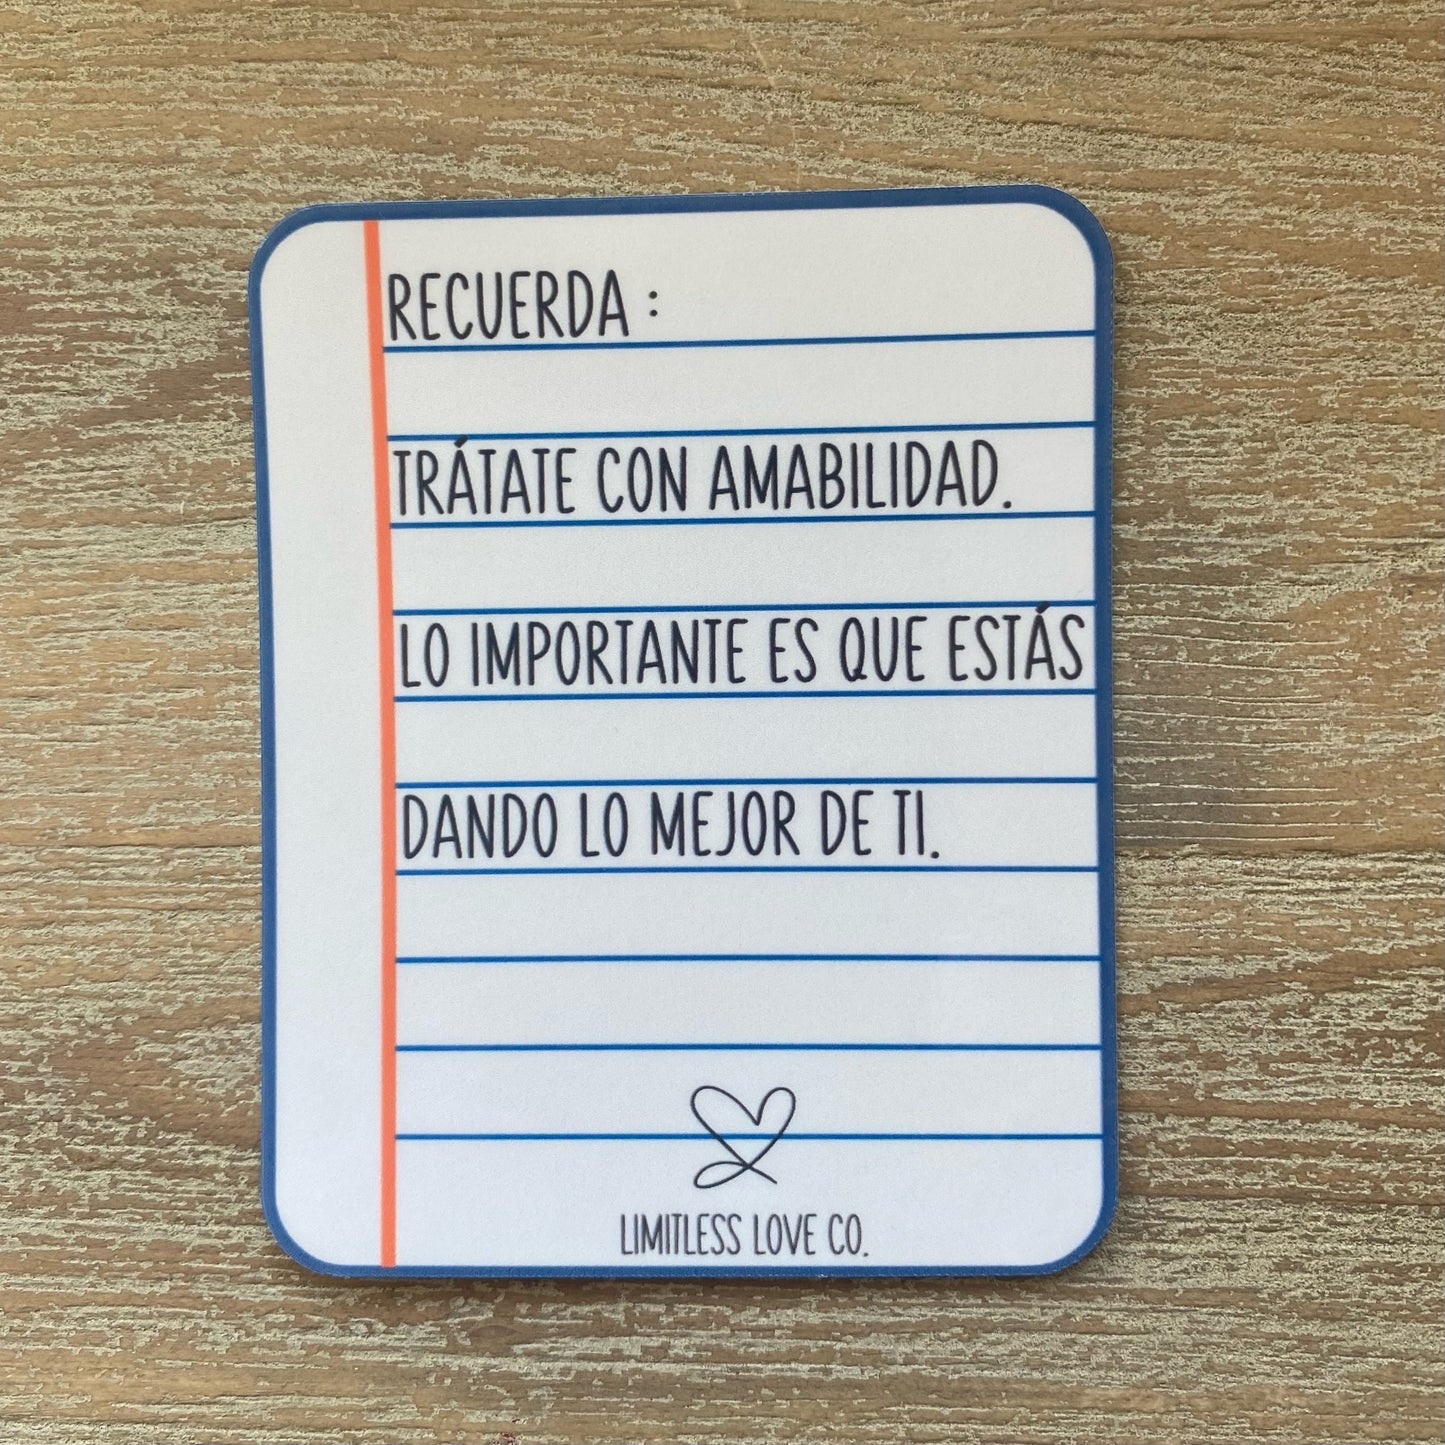 RECUERDA :
TRÁTATE CON AMABILIDAD.
LO IMPORTANTE ES QUE ESTÁS
DANDO LO MEJOR DE TI.
LIMITLESS LOVE CO.